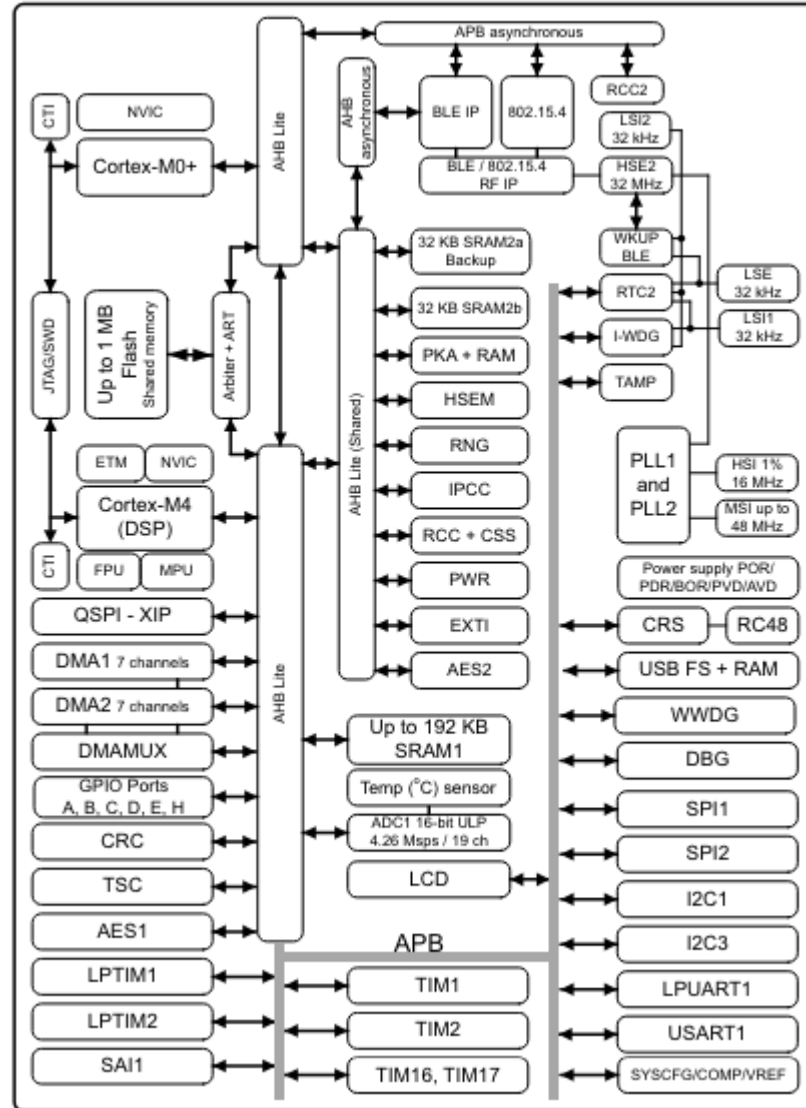 APB asynchronous
CTI
NVIC
Cortex-M0+
AHB Lite
AHB
asynchronous
BLE IP
802.15.4
RCC2
BLE / 802.15.4
RF IP
LSI2
32 kHz
HSE2
32 MHz
WKUP
BLE
RTC2
I-WDG
TAMP
LSE
32 kHz
LSI1
32 kHz
JTAG/SWD
Up to 1 MB
Flash
Shared memory
Arbiter + ART
AHB Lite (Shared)
32 KB SRAM2a
Backup
32 KB SRAM2b
PKA + RAM
HSEM
RNG
IPCC
RCC + CSS
PWR
EXTI
AES2
PLL1
and
PLL2
HSI 1%
16 MHz
MSI up to
48 MHz
Power supply POR/
PDR/BOR/PVD/AVD
ETM
NVIC
Cortex-M4
(DSP)
CTI
FPU
MPU
QSPI - XIP
DMA1 7 channels
DMA2 7 channels
DMAMUX
GPIO Ports
A, B, C, D, E, H
CRC
TSC
AES1
LPTIM1
LPTIM2
SAI1
AHB Lite
Up to 192 KB
SRAM1
Temp (°C) sensor
ADC1 16-bit ULP
4.26 Msps / 19 ch
LCD
APB
TIM1
TIM2
TIM16, TIM17
CRS
RC48
USB FS + RAM
WWDG
DBG
SPI1
SPI2
I2C1
I2C3
LPUART1
USART1
SYSCFG/COMP/VREF